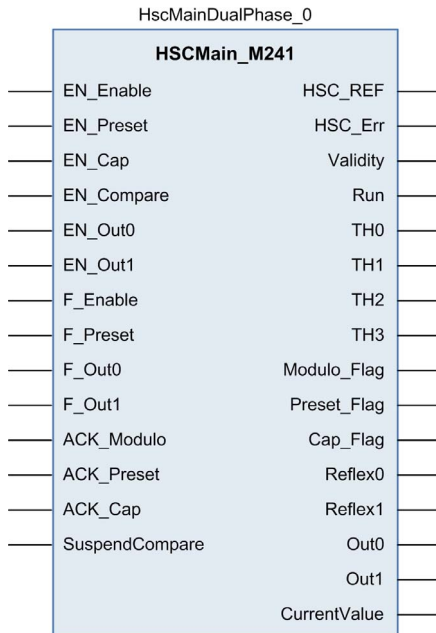 HscMainDualPhase_0
HSCMain_M241
EN_Enable HSC_REF
EN_Preset HSC_Err
EN_Cap Validity
EN_Compare Run
EN_Out0 TH0
EN_Out1 TH1
F_Enable TH2
F_Preset TH3
F_Out0 Modulo_Flag
F_Out1 Preset_Flag
ACK_Modulo Cap_Flag
ACK_Preset Reflex0
ACK_Cap Reflex1
SuspendCompare Out0
Out1
CurrentValue